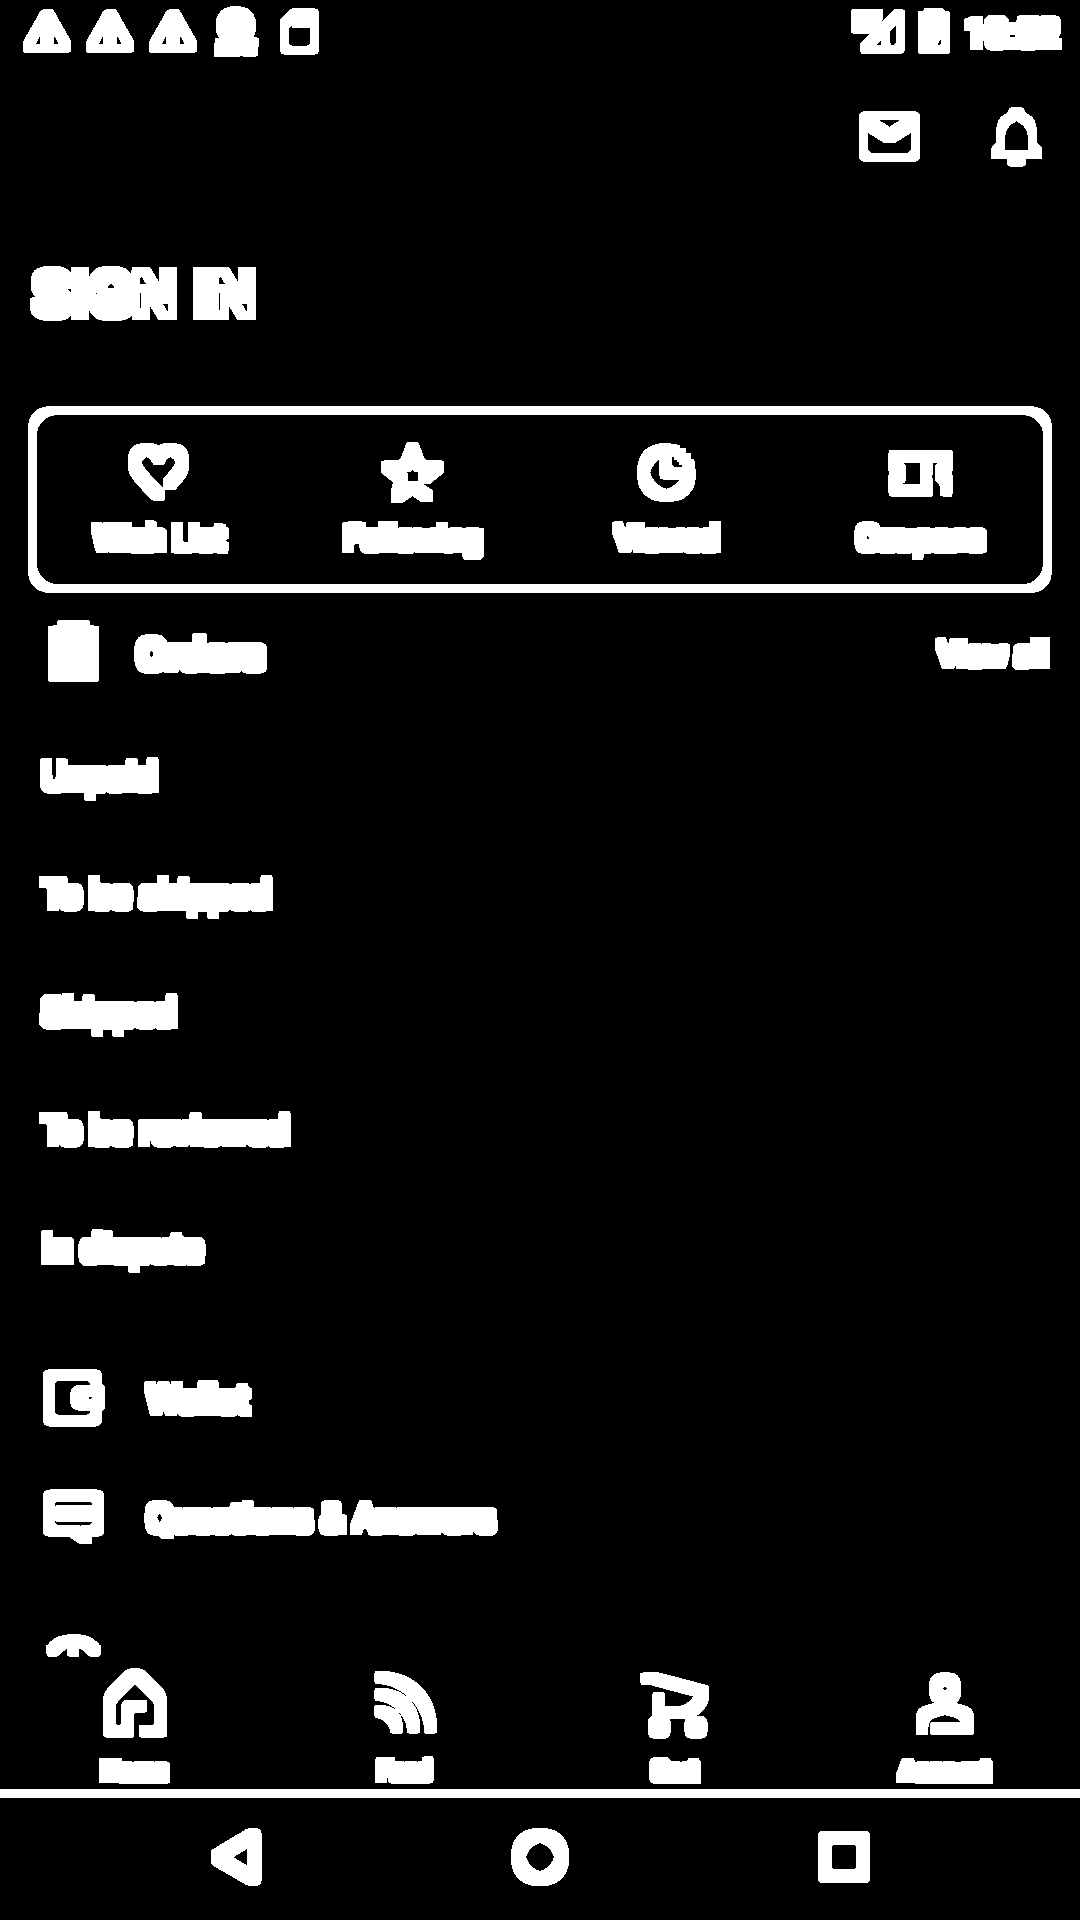 SIGN IN
Wish List Following Viewed Coupons
Orders View all
Unpaid
To be shipped
Shipped
To be reviewed
In dispute
Wallet
Questions & Answers
Home Feed Cart Account